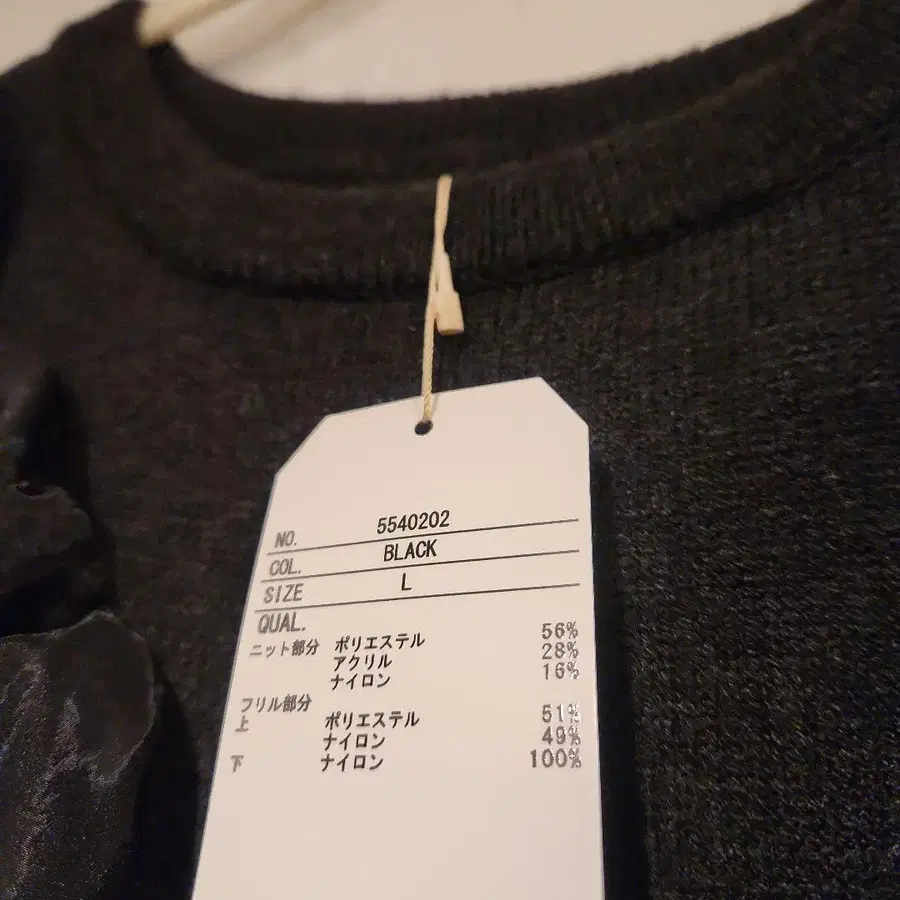 NO. 5540202
COL. BLACK
SIZE L
QUAL.
ニット部分 ポリエステル 56%
アクリル 28%
ナイロン 16%
フリル部分
上 ポリエステル 51%
ナイロン 49%
下 ナイロン 100%